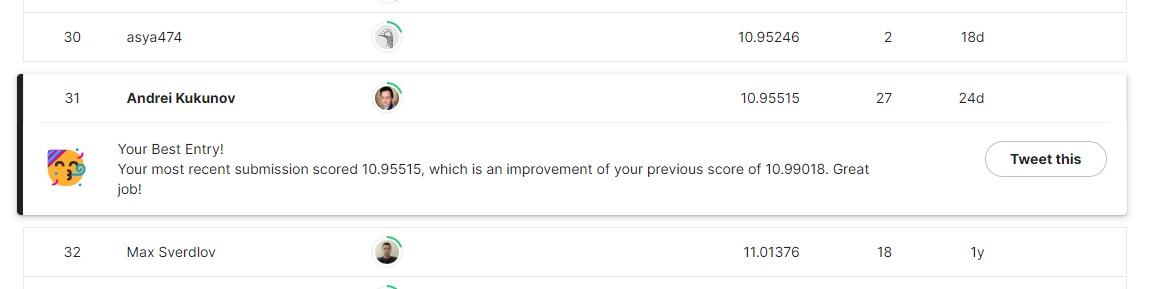 30 asya474 10.95246 2 18d
31 Andrei Kukunov 10.95515 27 24d
Your Best Entry!
Your most recent submission scored 10.95515, which is an improvement of your previous score of 10.99018. Great
job!
Tweet this
32 Max Sverdlov 11.01376 18 1y